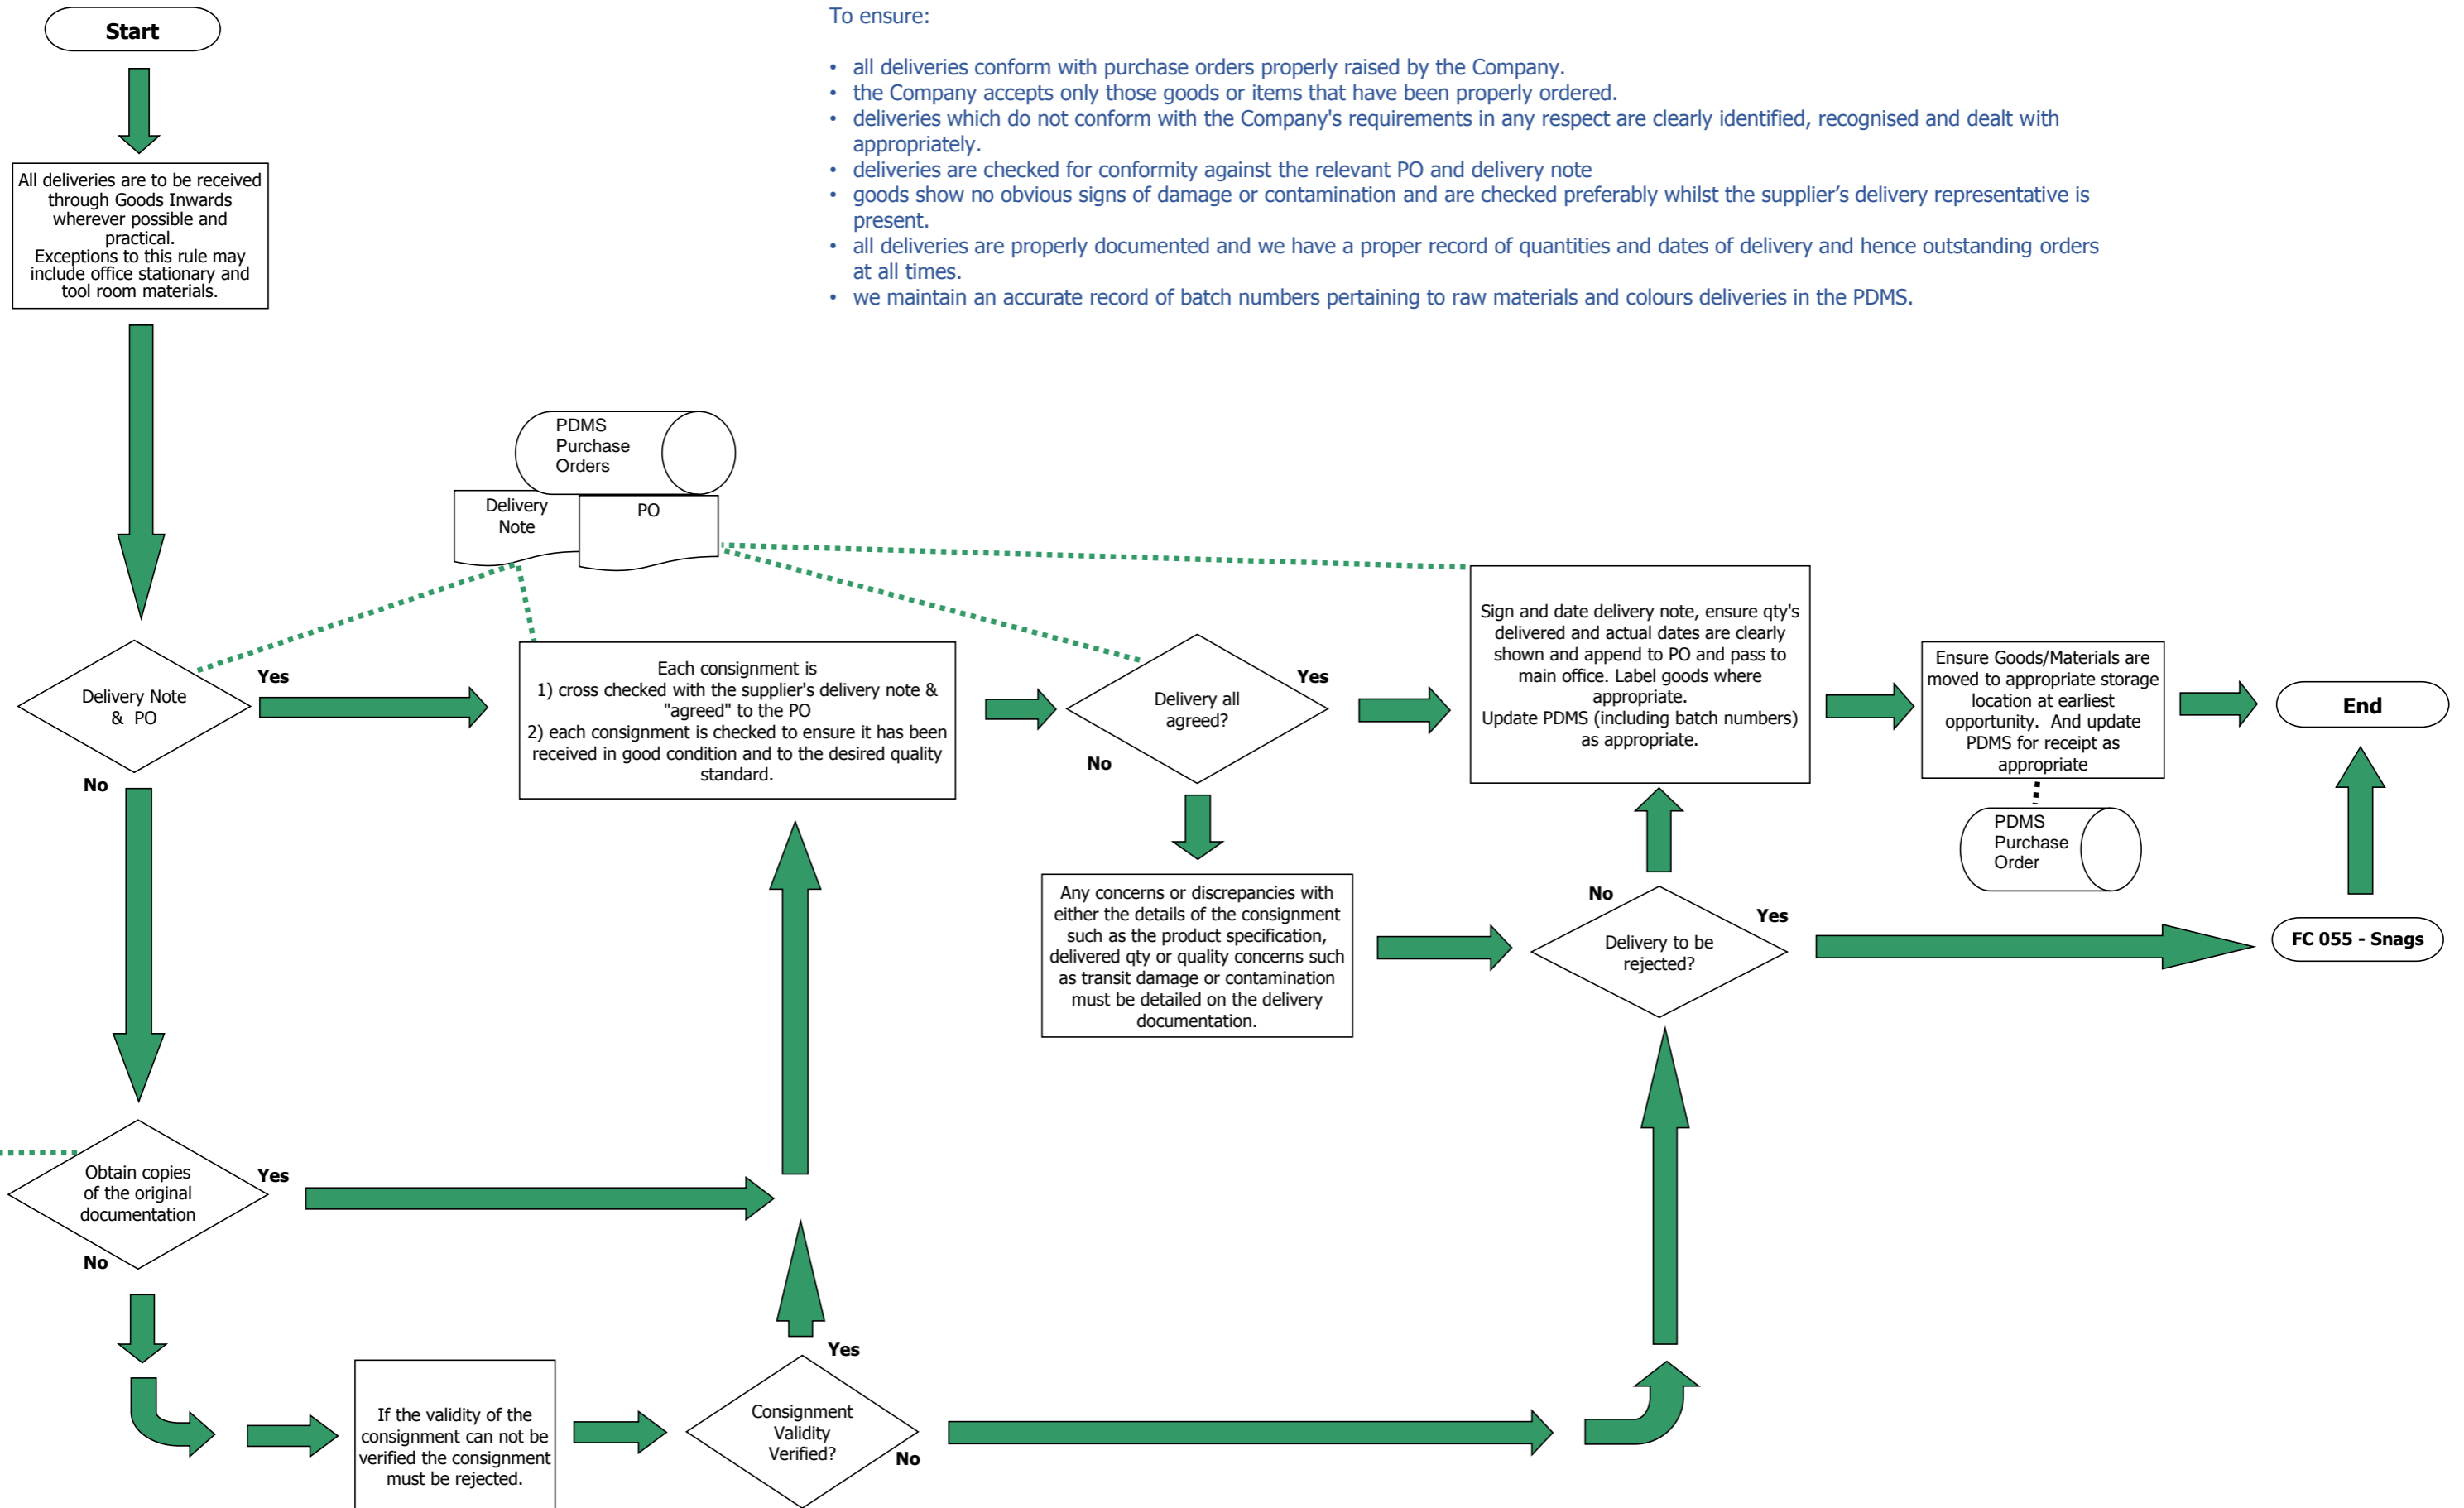 Start
To ensure:
• all deliveries conform with purchase orders properly raised by the Company.
• the Company accepts only those goods or items that have been properly ordered.
• deliveries which do not conform with the Company's requirements in any respect are clearly identified, recognised and dealt with
appropriately.
• deliveries are checked for conformity against the relevant PO and delivery note
• goods show no obvious signs of damage or contamination and are checked preferably whilst the supplier’s delivery representative is
present.
• all deliveries are properly documented and we have a proper record of quantities and dates of delivery and hence outstanding orders
at all times.
• we maintain an accurate record of batch numbers pertaining to raw materials and colours deliveries in the PDMS.
All deliveries are to be received
through Goods Inwards
wherever possible and
practical.
Exceptions to this rule may
include office stationary and
tool room materials.
PDMS
Purchase
Orders
Delivery
Note
PO
Delivery Note
& PO
Yes
No
Each consignment is
1) cross checked with the supplier's delivery note &
"agreed" to the PO
2) each consignment is checked to ensure it has been
received in good condition and to the desired quality
standard.
Delivery all
agreed?
Yes
No
Sign and date delivery note, ensure qty's
delivered and actual dates are clearly
shown and append to PO and pass to
main office. Label goods where
appropriate.
Update PDMS (including batch numbers)
as appropriate.
Ensure Goods/Materials are
moved to appropriate storage
location at earliest
opportunity. And update
PDMS for receipt as
appropriate
End
PDMS
Purchase
Order
Any concerns or discrepancies with
either the details of the consignment
such as the product specification,
delivered qty or quality concerns such
as transit damage or contamination
must be detailed on the delivery
documentation.
No
Delivery to be
rejected?
Yes
FC 055 - Snags
Obtain copies
of the original
documentation
Yes
No
If the validity of the
consignment can not be
verified the consignment
must be rejected.
Yes
Consignment
Validity
Verified?
No